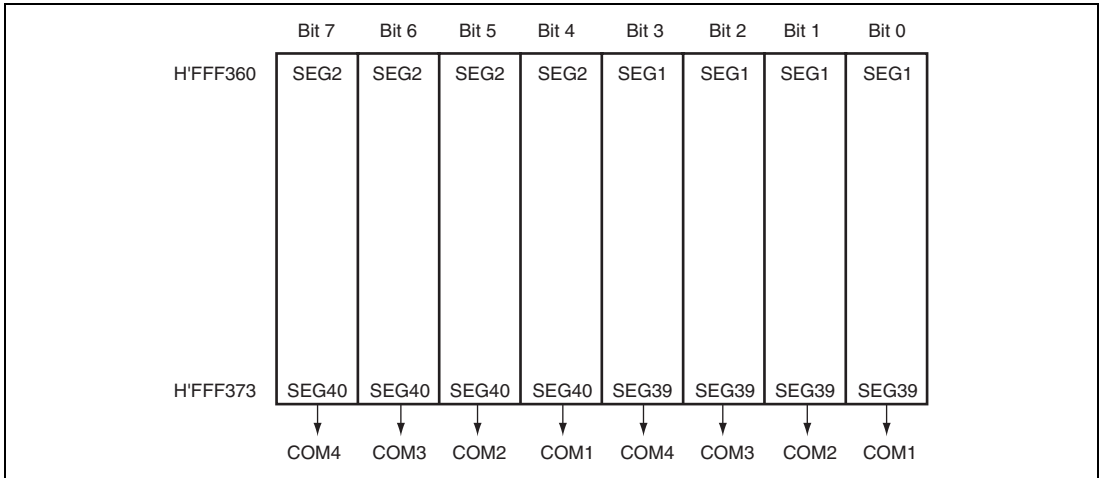 Bit 7 Bit 6 Bit 5 Bit 4 Bit 3 Bit 2 Bit 1 Bit 0
H'FFF360 SEG2 SEG2 SEG2 SEG2 SEG1 SEG1 SEG1 SEG1
H'FFF373 SEG40 SEG40 SEG40 SEG40 SEG39 SEG39 SEG39 SEG39
COM4 COM3 COM2 COM1 COM4 COM3 COM2 COM1